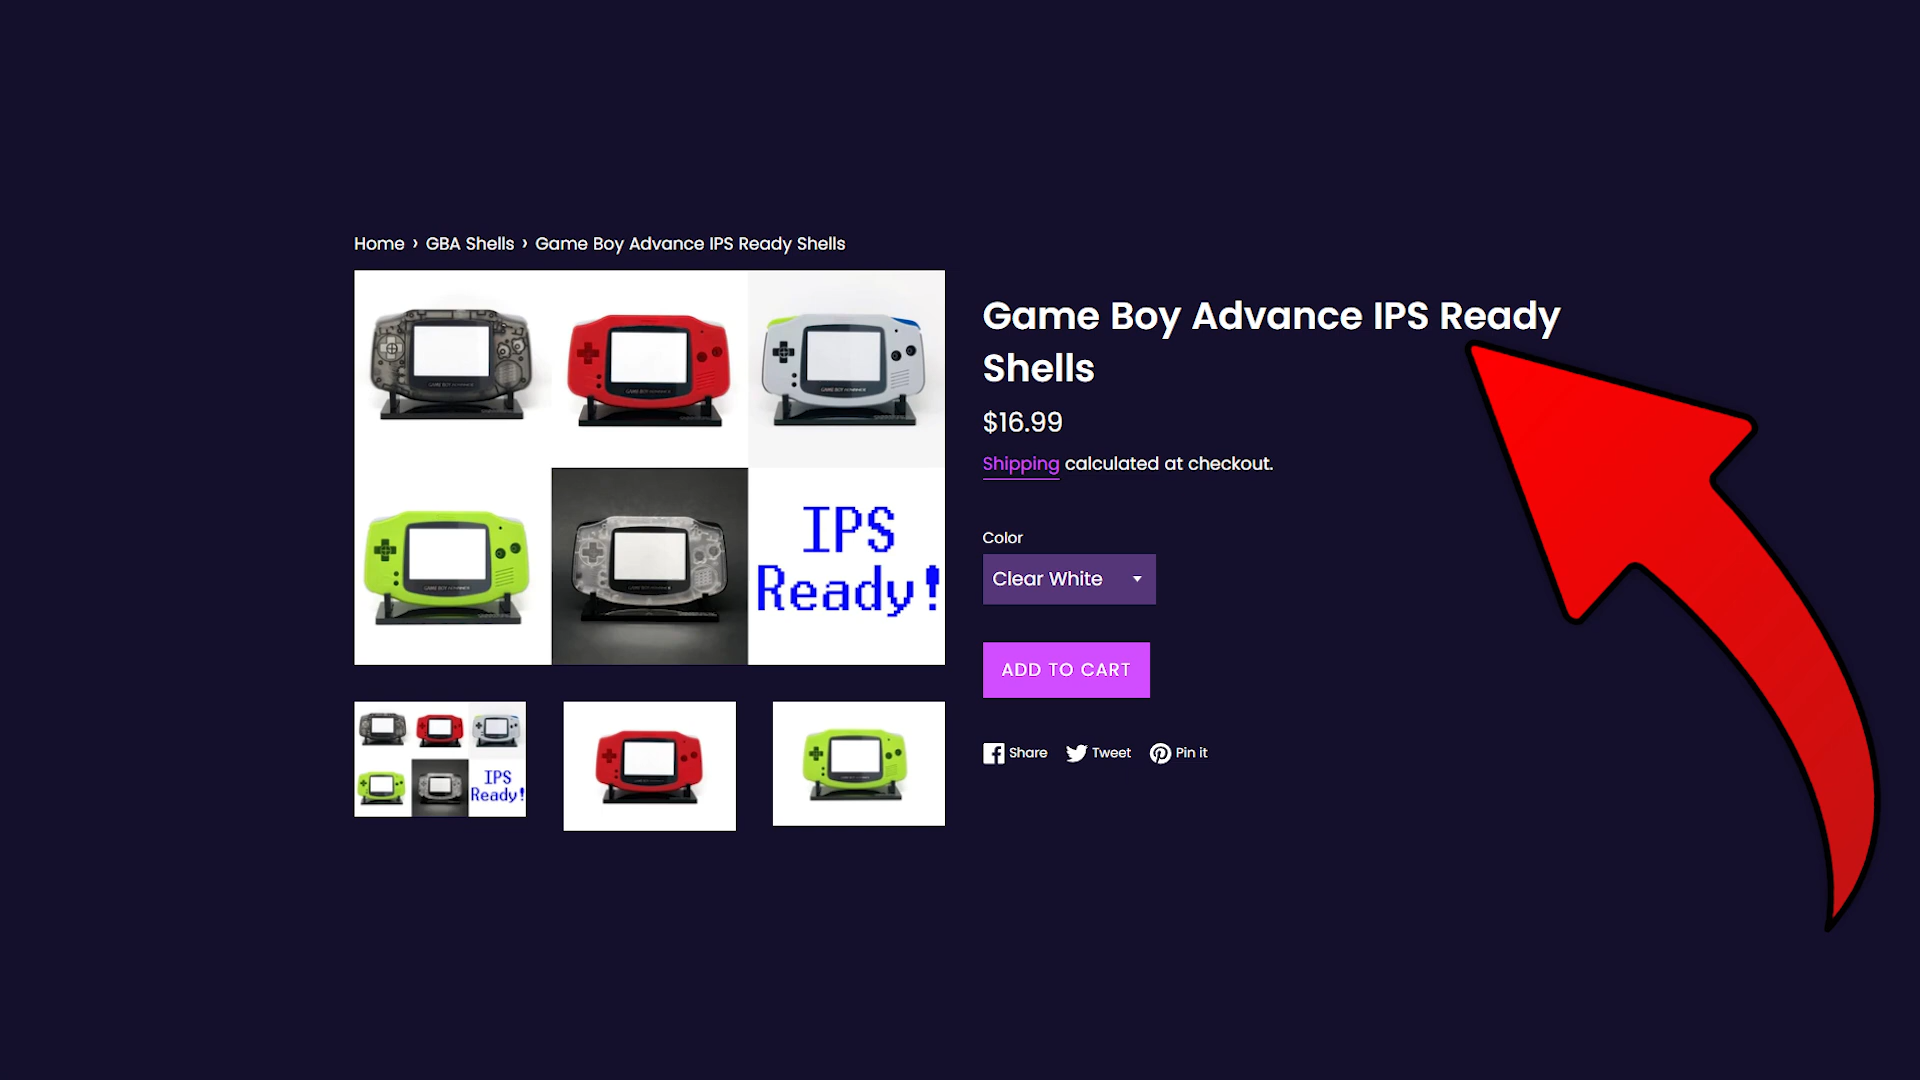 Home › GBA Shells › Game Boy Advance IPS Ready Shells
IPS
Ready!
IPS
Ready!
Game Boy Advance IPS Ready
Shells
$16.99
Shipping calculated at checkout.
Color
Clear White
ADD TO CART
Share Tweet Pin it